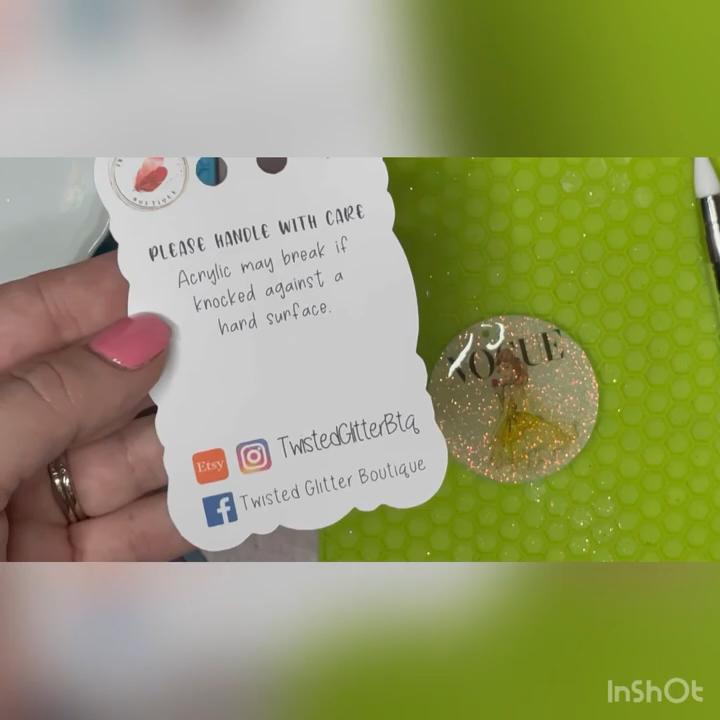 BOUTIQUE
PLEASE HANDLE WITH CARE
Acrylic may break if
knocked against a
hard surface.
Etsy TwistedGlitterBtq
f Twisted Glitter Boutique
VOGUE
InShOt